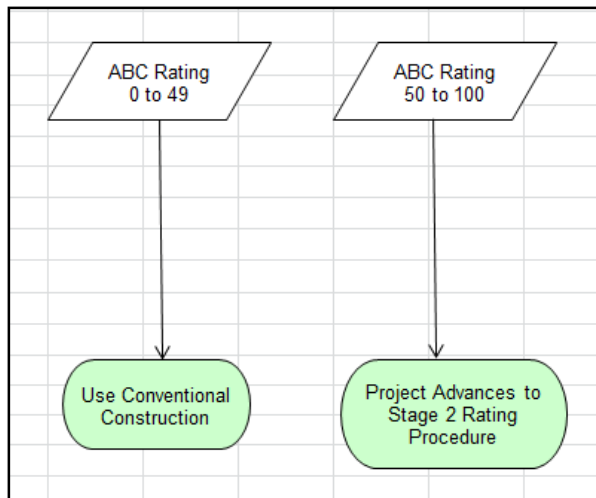 ABC Rating
0 to 49
ABC Rating
50 to 100
Use Conventional
Construction
Project Advances to
Stage 2 Rating
Procedure